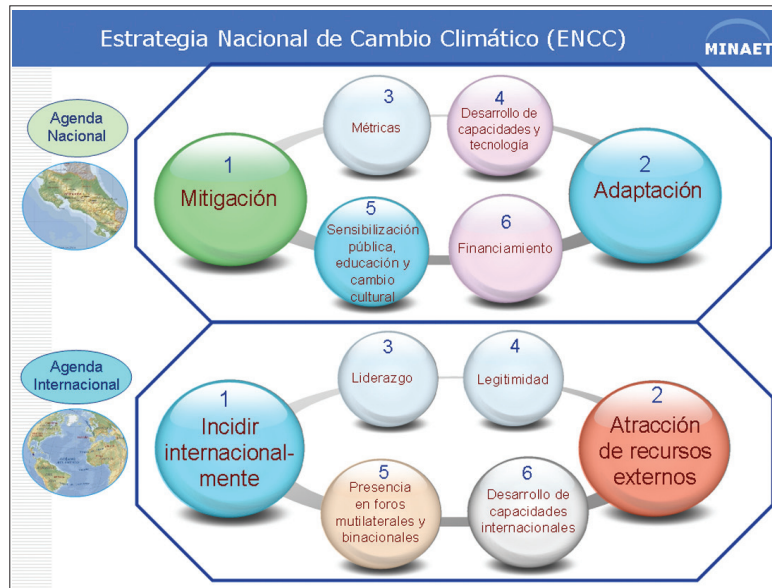 Estrategia Nacional de Cambio Climático (ENCC)
MINAET
Agenda
Nacional
1
Mitigación
3
Métricas
4
Desarrollo de
capacidades y
tecnología
2
Adaptación
5
Sensibilización
pública,
educación y
cambio
cultural
6
Financiamiento
Agenda
Internacional
1
Incidir
internacional-
mente
3
Liderazgo
4
Legitimidad
2
Atracción
de recursos
externos
5
Presencia
en foros
mutilaterales y
binacionales
6
Desarrollo de
capacidades
internacionales